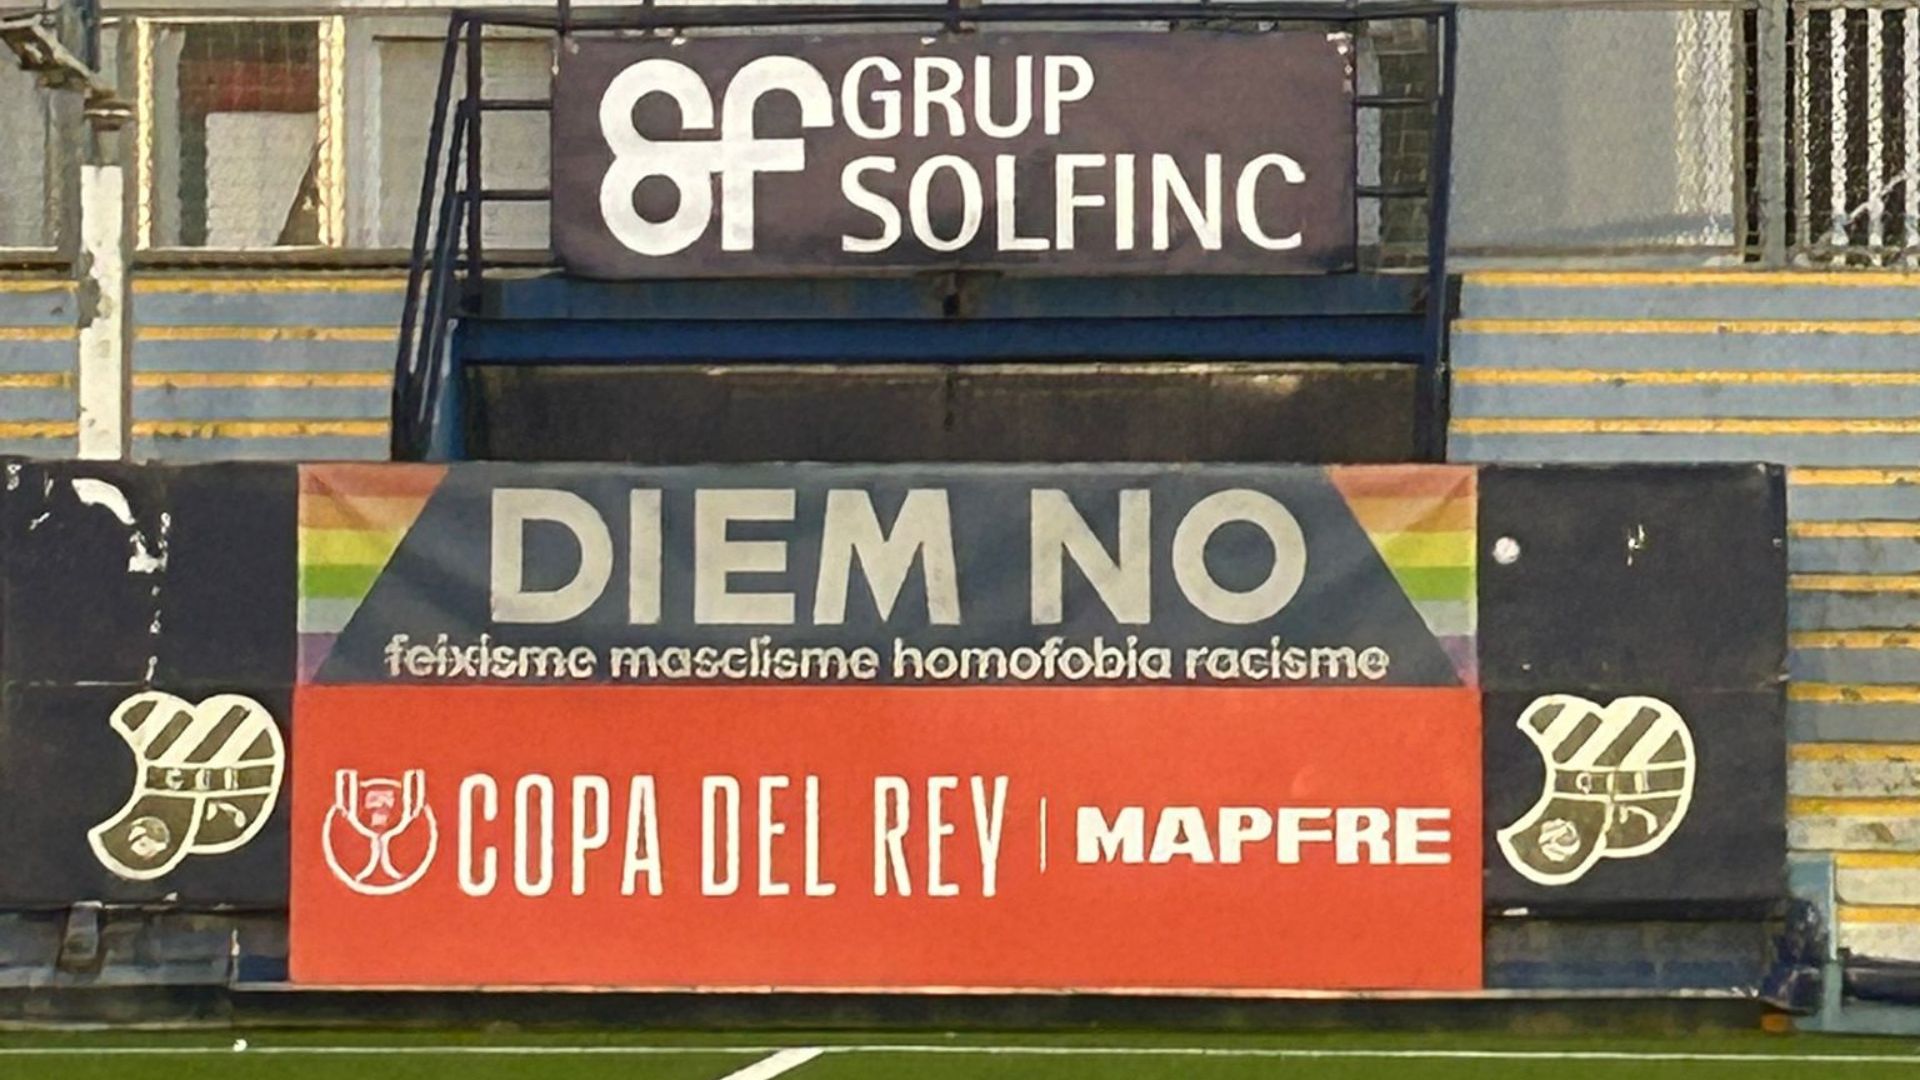 GRUP
SOLFINC
DIEM NO
feixisme masclisme homofobia racisme
COPA DEL REY | MAPFRE